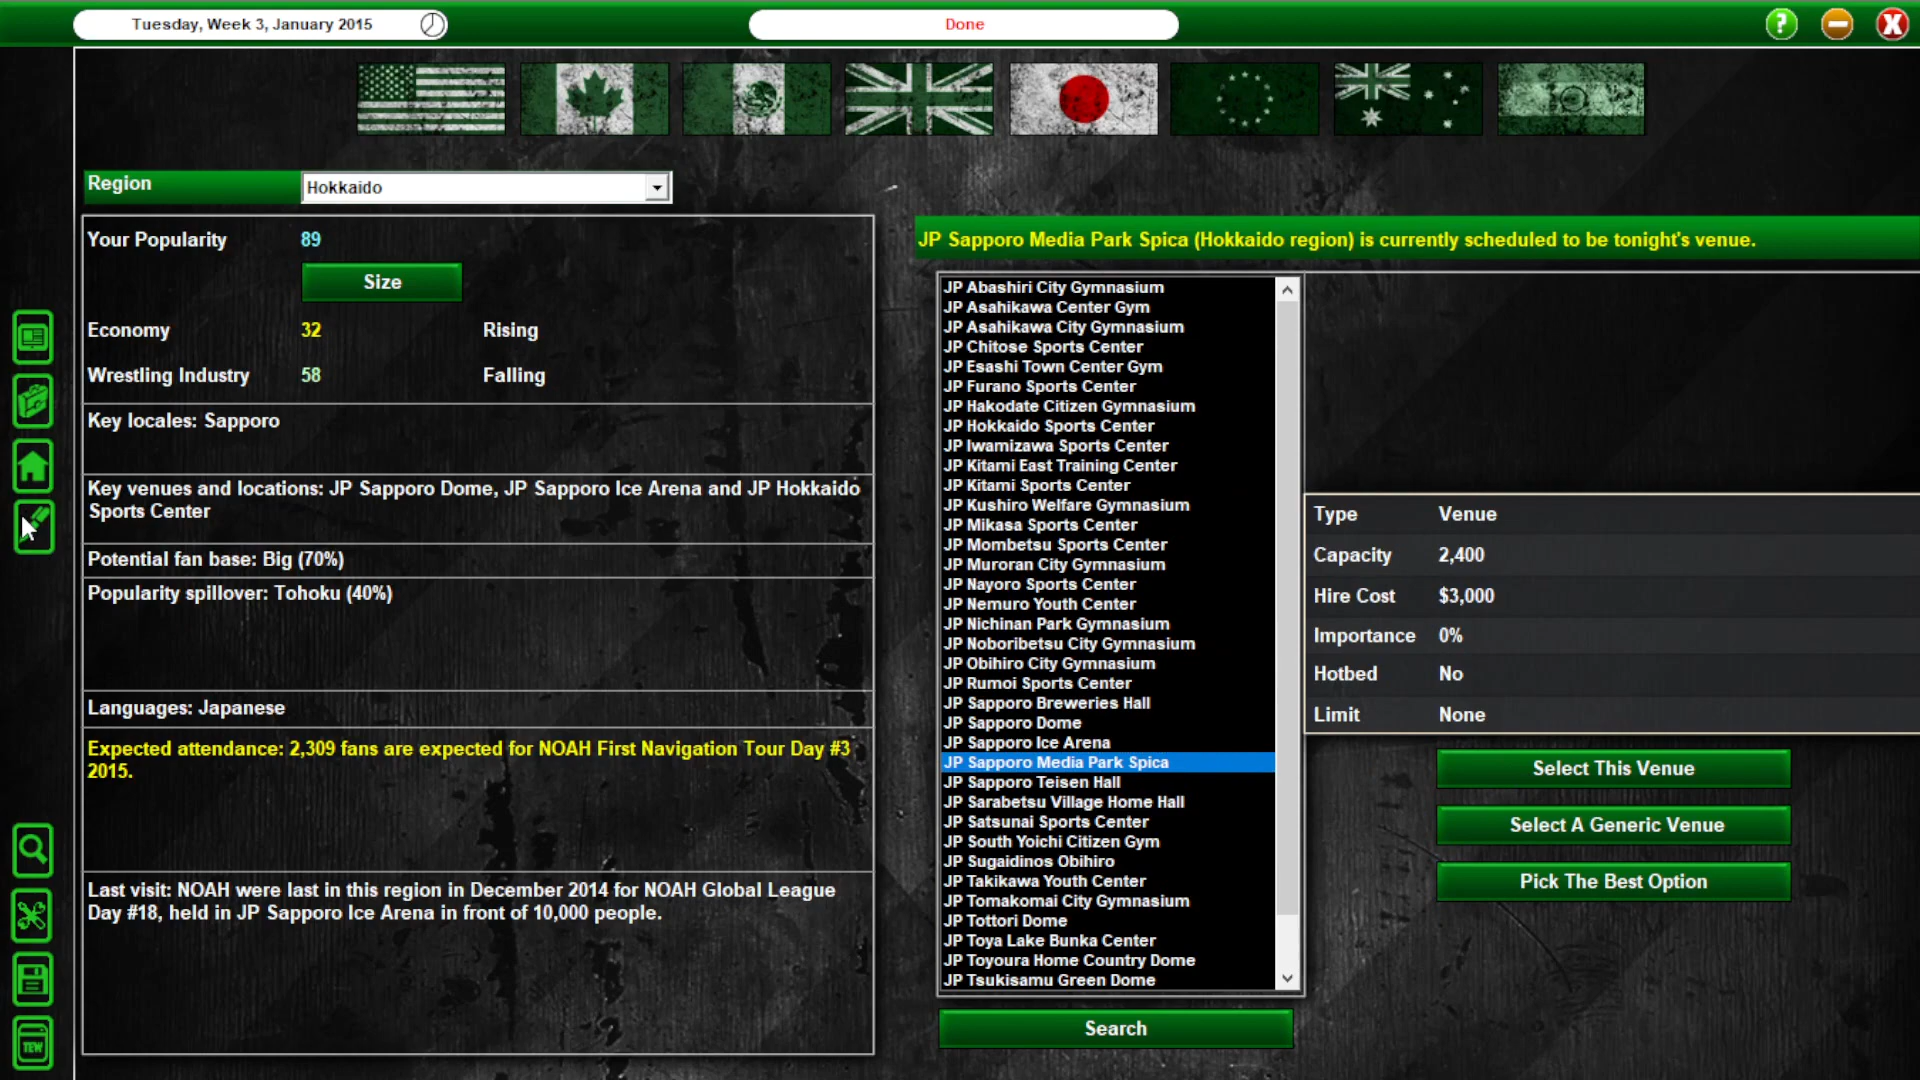 Tuesday, Week 3, January 2015
Done
?
X
Region
Hokkaido
Your Popularity 89
Size
Economy 32 Rising
Wrestling Industry 58 Falling
Key locales: Sapporo
Key venues and locations: JP Sapporo Dome, JP Sapporo Ice Arena and JP Hokkaido
Sports Center
Potential fan base: Big (70%)
Popularity spillover: Tohoku (40%)
Languages: Japanese
Expected attendance: 2,309 fans are expected for NOAH First Navigation Tour Day #3
2015.
Last visit: NOAH were last in this region in December 2014 for NOAH Global League
Day #18, held in JP Sapporo Ice Arena in front of 10,000 people.
JP Sapporo Media Park Spica (Hokkaido region) is currently scheduled to be tonight's venue.
JP Abashiri City Gymnasium
JP Asahikawa Center Gym
JP Asahikawa City Gymnasium
JP Chitose Sports Center
JP Esashi Town Center Gym
JP Furano Sports Center
JP Hakodate Citizen Gymnasium
JP Hokkaido Sports Center
JP Iwamizawa Sports Center
JP Kitami East Training Center
JP Kitami Sports Center
JP Kushiro Welfare Gymnasium
JP Mikasa Sports Center
JP Mombetsu Sports Center
JP Muroran City Gymnasium
JP Nayoro Sports Center
JP Nemuro Youth Center
JP Nichinan Park Gymnasium
JP Noboribetsu City Gymnasium
JP Obihiro City Gymnasium
JP Rumoi Sports Center
JP Sapporo Breweries Hall
JP Sapporo Dome
JP Sapporo Ice Arena
JP Sapporo Media Park Spica
JP Sapporo Teisen Hall
JP Sarabetsu Village Home Hall
JP Satsunai Sports Center
JP South Yoichi Citizen Gym
JP Sugaidinos Obihiro
JP Takikawa Youth Center
JP Tomakomai City Gymnasium
JP Tottori Dome
JP Toya Lake Bunka Center
JP Toyoura Home Country Dome
JP Tsukisamu Green Dome
Search
Type Venue
Capacity 2,400
Hire Cost $3,000
Importance 0%
Hotbed No
Limit None
Select This Venue
Select A Generic Venue
Pick The Best Option
TEW